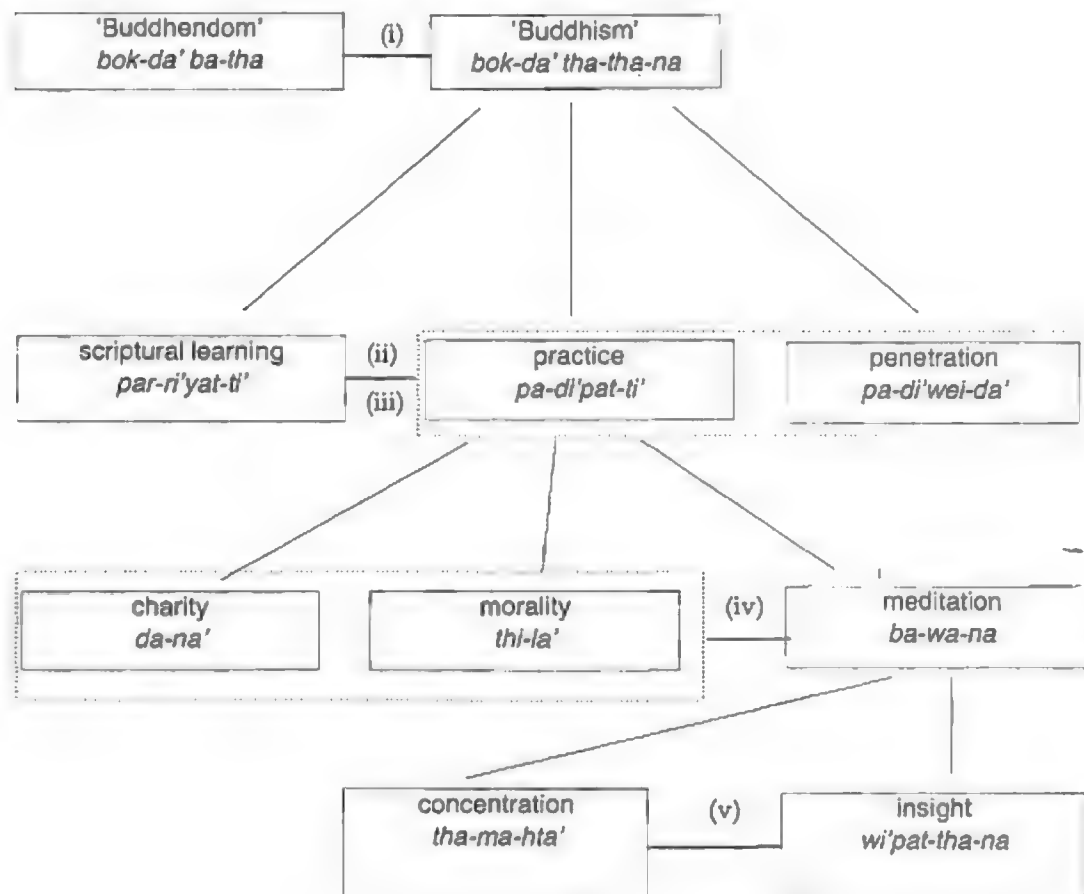 'Buddhendom'
bok-da' ba-tha
(i)
'Buddhism'
bok-da' tha-tha-na
scriptural learning
par-ri'yat-ti'
(ii)
(iii)
practice
pa-di'pat-ti'
penetration
pa-di'wei-da'
charity
da-na'
morality
thi-la'
(iv)
meditation
ba-wa-na
concentration
tha-ma-hta'
(v)
insight
wi'pat-tha-na